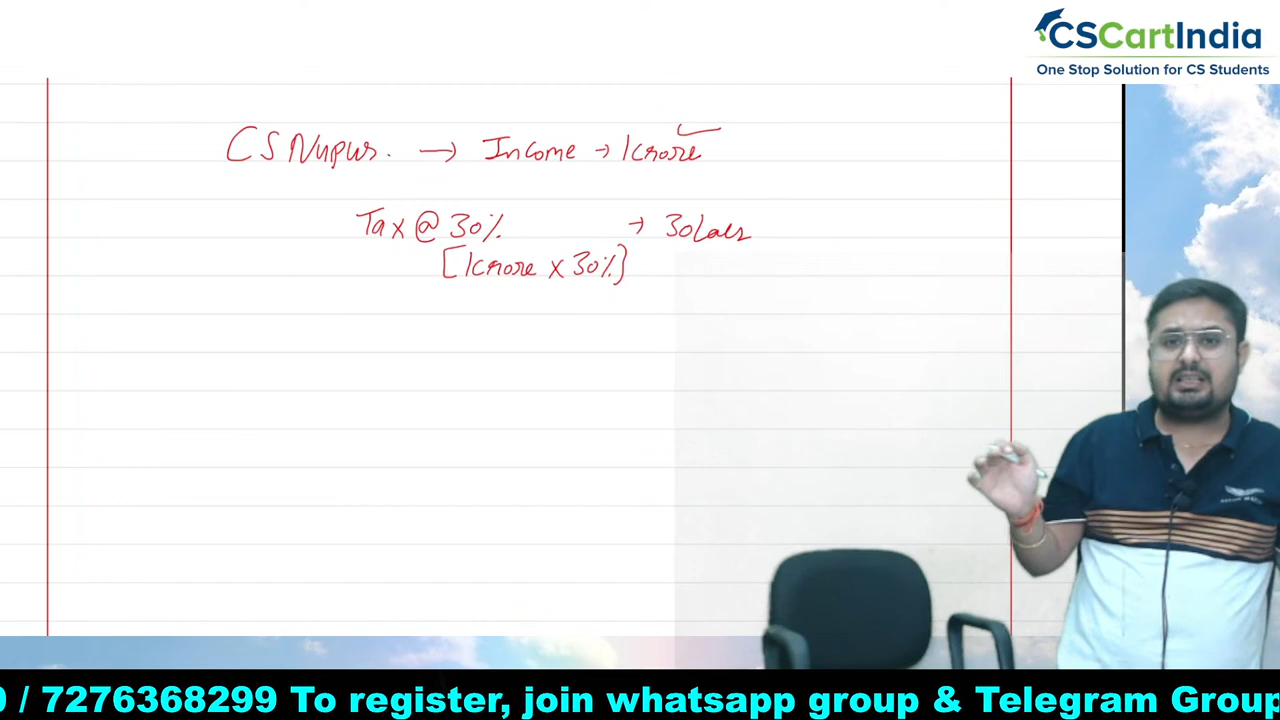 CSCartIndia
One Stop Solution for CS Students
CS Nupur. → Income → 1crore
Tax @ 30% → 30Lacs
[1crore x 30%]
0 / 7276368299 To register, join whatsapp group & Telegram Group